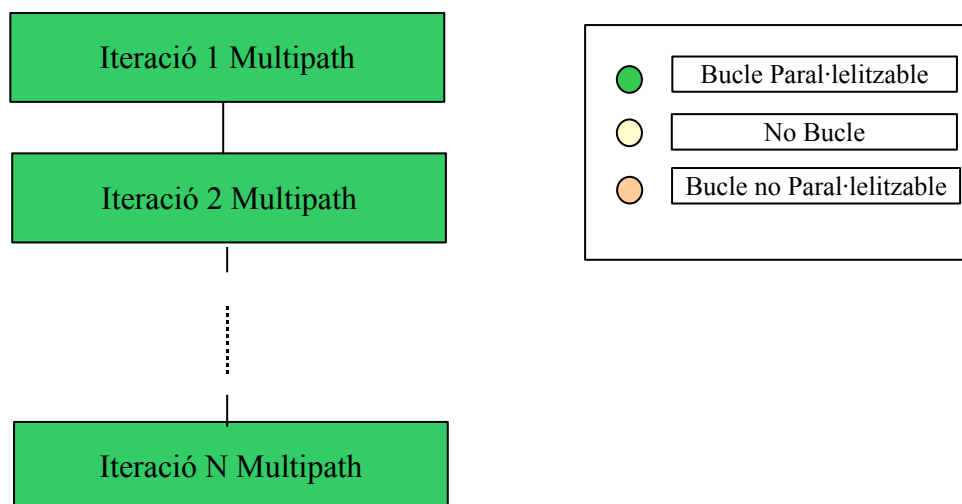 Iteració 1 Multipath
Iteració 2 Multipath
Iteració N Multipath
Bucle Paral·lelitzable
No Bucle
Bucle no Paral·lelitzable